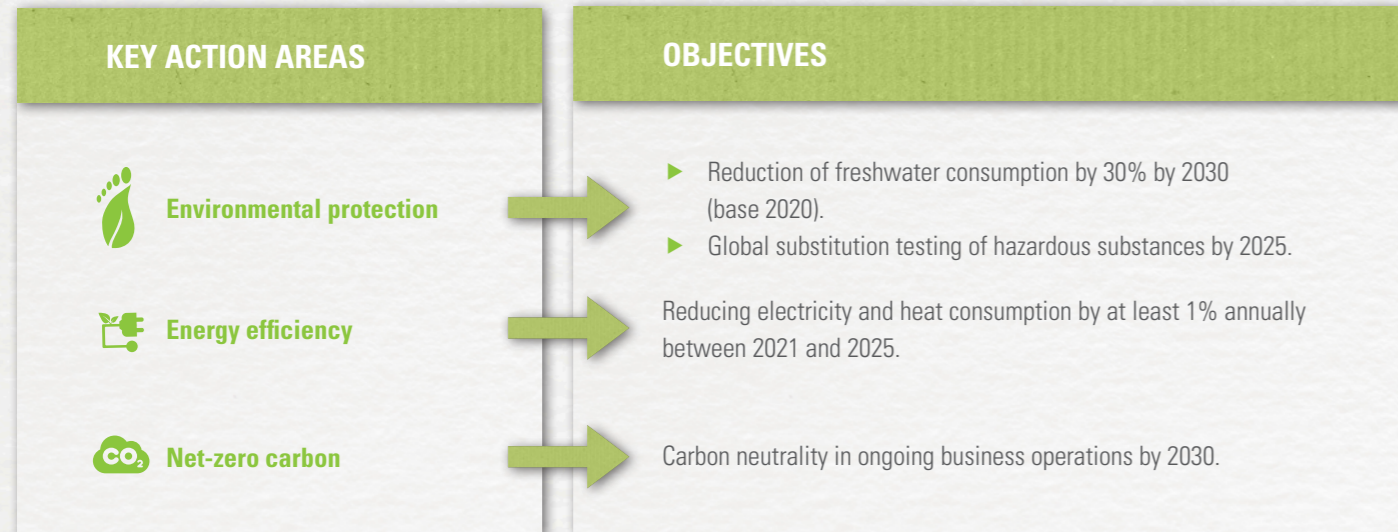 KEY ACTION AREAS
OBJECTIVES
Environmental protection
▶ Reduction of freshwater consumption by 30% by 2030
(base 2020).
▶ Global substitution testing of hazardous substances by 2025.
Energy efficiency
Reducing electricity and heat consumption by at least 1% annually
between 2021 and 2025.
CO₂
Net-zero carbon
Carbon neutrality in ongoing business operations by 2030.